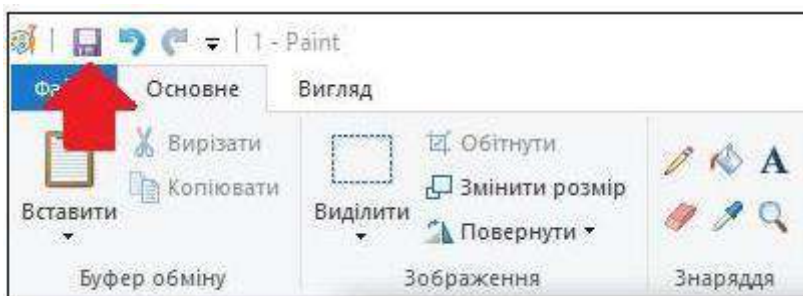 1 - Paint
Основне Вигляд
Вставити
Вирізати
Копіювати
Буфер обміну
Виділити
Обітнути
Змінити розмір
Повернути
Зображення
A
Знаряддя